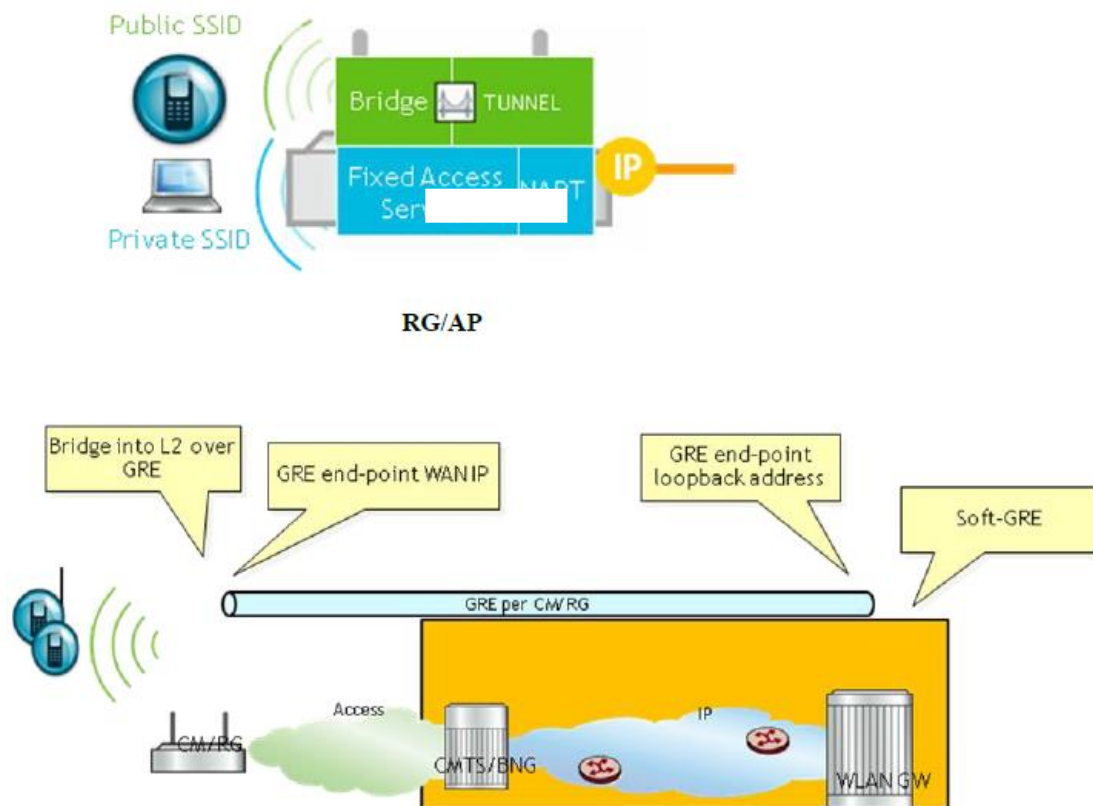 Public SSID
Bridge
TUNNEL
IP
Fixed Access
NAPT
Private SSID
RG/AP
Bridge into L2 over
GRE
GRE end-point WAN IP
GRE end-point
loopback address
Soft-GRE
GRE per CM/RG
Access
IP
CM/RG
CMTS/BNG
WLAN GW